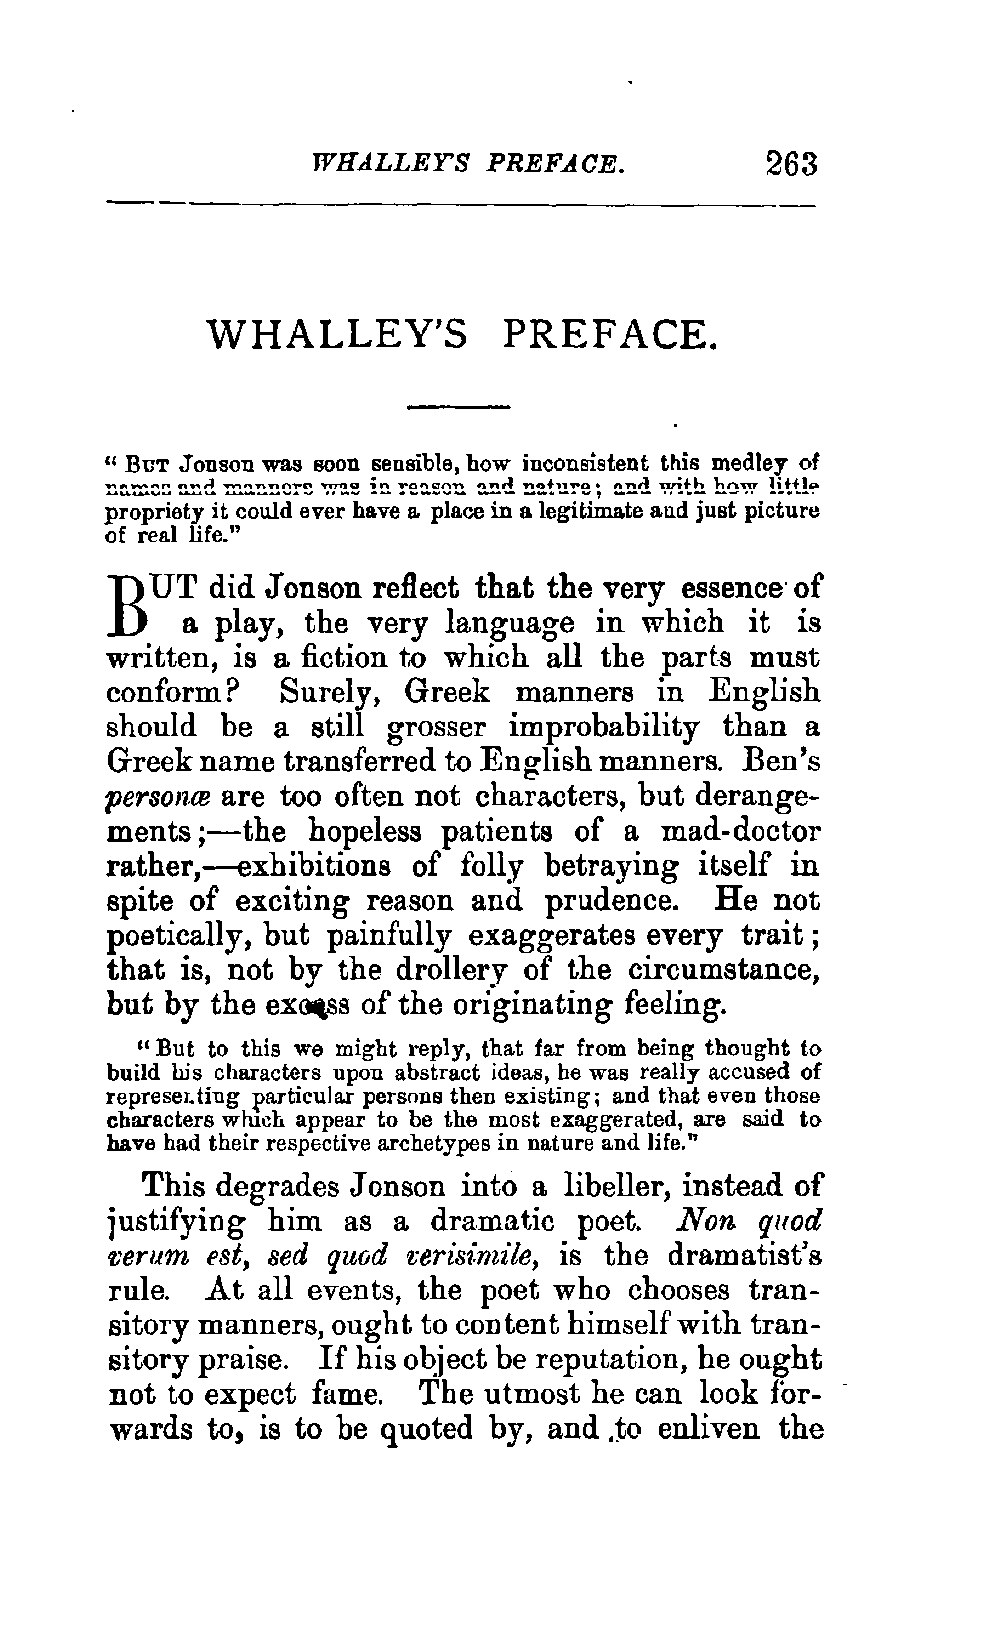 WHALLEY'S PREFACE. 263
WHALLEY'S PREFACE.
“ BUT Jonson was soon sensible, how inconsistent this medley of
names and manners was in reason and nature; and with how little
propriety it could ever have a place in a legitimate and just picture
of real life.”
BUT did Jonson reflect that the very essence of
a play, the very language in which it is
written, is a fiction to which all the parts must
conform? Surely, Greek manners in English
should be a still grosser improbability than a
Greek name transferred to English manners. Ben's
personæ are too often not characters, but derange-
ments;—the hopeless patients of a mad-doctor
rather,—exhibitions of folly betraying itself in
spite of exciting reason and prudence. He not
poetically, but painfully exaggerates every trait;
that is, not by the drollery of the circumstance,
but by the excess of the originating feeling.
“But to this we might reply, that far from being thought to
build his characters upon abstract ideas, he was really accused of
representing particular persons then existing; and that even those
characters which appear to be the most exaggerated, are said to
have had their respective archetypes in nature and life.”
This degrades Jonson into a libeller, instead of
justifying him as a dramatic poet. Non quod
verum est, sed quod verisimile, is the dramatist's
rule. At all events, the poet who chooses tran-
sitory manners, ought to content himself with tran-
sitory praise. If his object be reputation, he ought
not to expect fame. The utmost he can look for-
wards to, is to be quoted by, and to enliven the